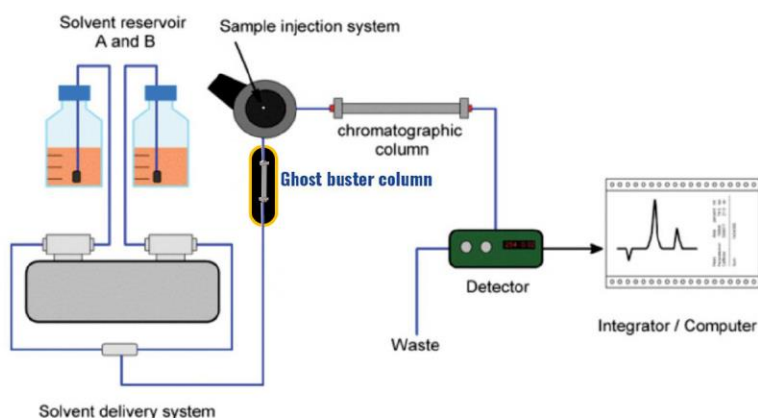 Solvent reservoir
A and B
Sample injection system
chromatographic
column
Ghost buster column
Detector
Waste
Integrator / Computer
Solvent delivery system